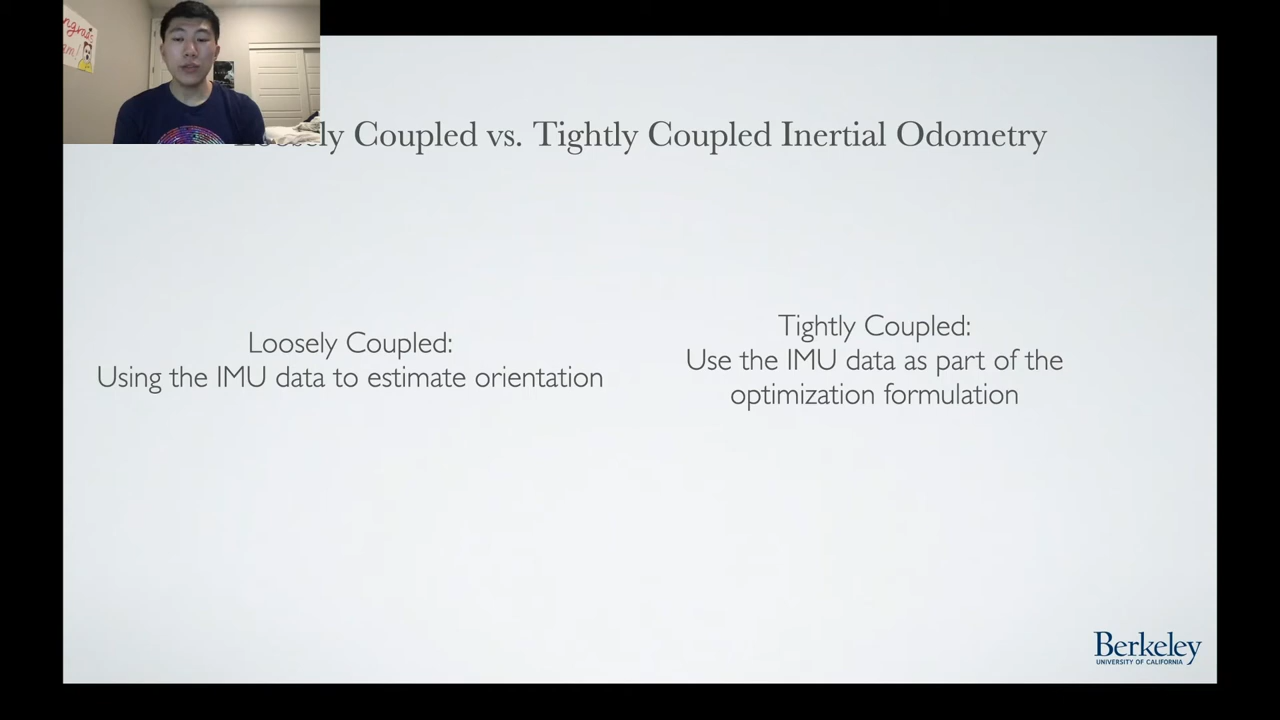 ly Coupled vs. Tightly Coupled Inertial Odometry
Loosely Coupled:
Using the IMU data to estimate orientation
Tightly Coupled:
Use the IMU data as part of the
optimization formulation
Berkeley
UNIVERSITY OF CALIFORNIA